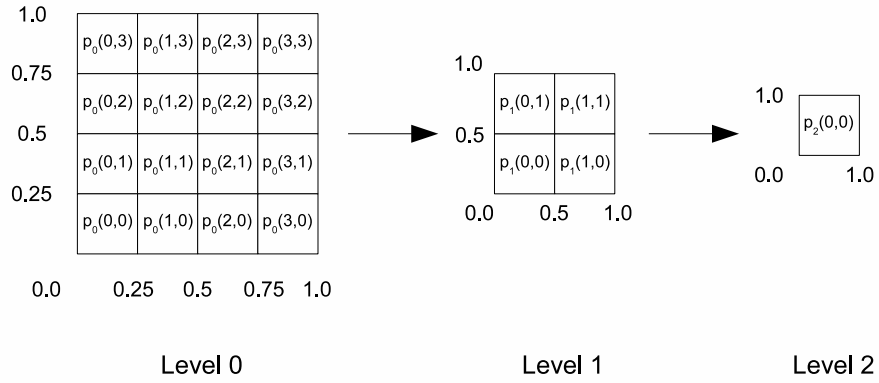 1.0
p0(0,3) p0(1,3) p0(2,3) p0(3,3)
0.75
p0(0,2) p0(1,2) p0(2,2) p0(3,2)
0.5
p0(0,1) p0(1,1) p0(2,1) p0(3,1)
0.25
p0(0,0) p0(1,0) p0(2,0) p0(3,0)
0.0 0.25 0.5 0.75 1.0
Level 0
1.0
p1(0,1) p1(1,1)
0.5
p1(0,0) p1(1,0)
0.0 0.5 1.0
Level 1
1.0
p2(0,0)
0.0 1.0
Level 2